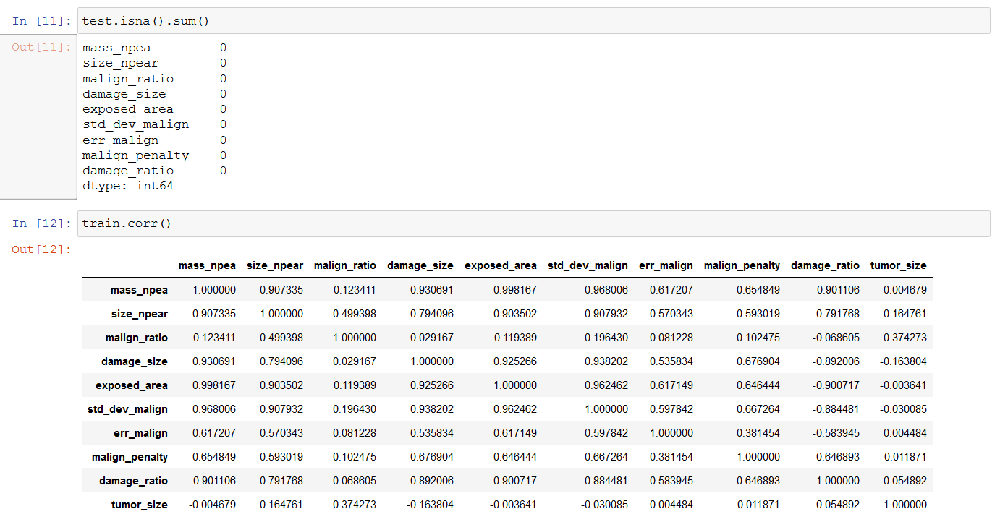 In [11]: test.isna().sum()
Out[11]: mass_npea 0
size_npear 0
malign_ratio 0
damage_size 0
exposed_area 0
std_dev_malign 0
err_malign 0
malign_penalty 0
damage_ratio 0
dtype: int64
In [12]: train.corr()
Out[12]:
mass_npea size_npear malign_ratio damage_size exposed_area std_dev_malign err_malign malign_penalty damage_ratio tumor_size
mass_npea 1.000000 0.907335 0.123411 0.930691 0.998167 0.968006 0.617207 0.654849 -0.901106 -0.004679
size_npear 0.907335 1.000000 0.499398 0.794096 0.903502 0.907932 0.570343 0.593019 -0.791768 0.164761
malign_ratio 0.123411 0.499398 1.000000 0.029167 0.119389 0.196430 0.081228 0.102475 -0.068605 0.374273
damage_size 0.930691 0.794096 0.029167 1.000000 0.925266 0.938202 0.535834 0.676904 -0.892006 -0.163804
exposed_area 0.998167 0.903502 0.119389 0.925266 1.000000 0.962462 0.617149 0.646444 -0.900717 -0.003641
std_dev_malign 0.968006 0.907932 0.196430 0.938202 0.962462 1.000000 0.597842 0.667264 -0.884481 -0.030085
err_malign 0.617207 0.570343 0.081228 0.535834 0.617149 0.597842 1.000000 0.381454 -0.583945 0.004484
malign_penalty 0.654849 0.593019 0.102475 0.676904 0.646444 0.667264 0.381454 1.000000 -0.646893 0.011871
damage_ratio -0.901106 -0.791768 -0.068605 -0.892006 -0.900717 -0.884481 -0.583945 -0.646893 1.000000 0.054892
tumor_size -0.004679 0.164761 0.374273 -0.163804 -0.003641 -0.030085 0.004484 0.011871 0.054892 1.000000